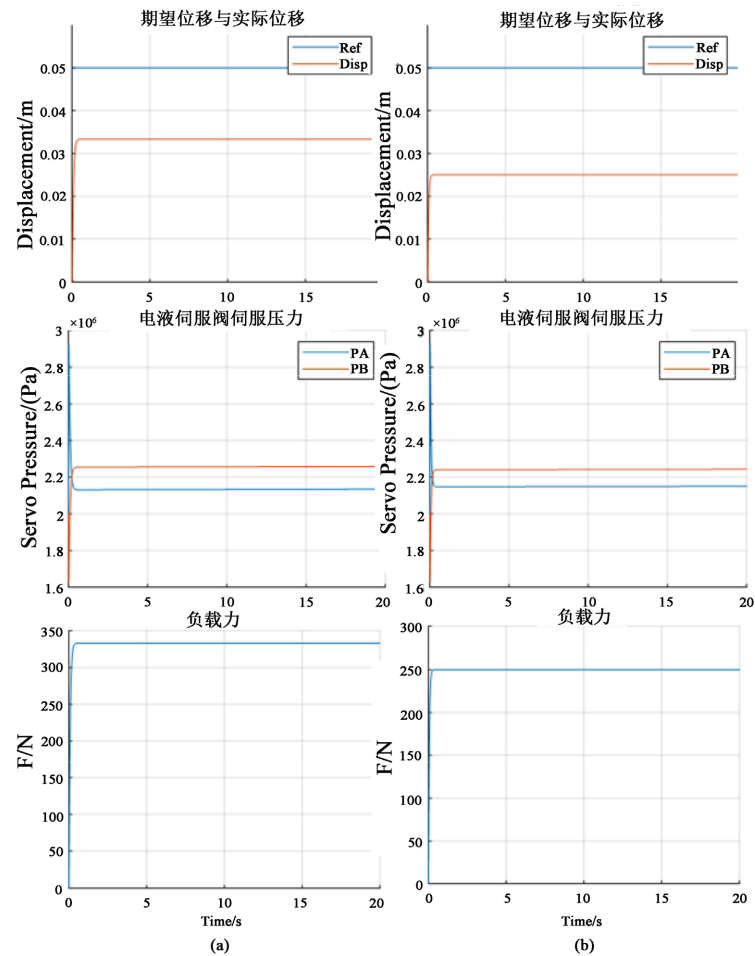 期望位移与实际位移
Ref
Disp
0.05
0.04
0.03
0.02
0.01
0
0 5 10 15
Displacement/m
期望位移与实际位移
Ref
Disp
0.05
0.04
0.03
0.02
0.01
0
0 5 10 15
Displacement/m
电液伺服阀伺服压力
×10⁶
PA
PB
3
2.8
2.6
2.4
2.2
2
1.8
1.6
0 5 10 15 20
Servo Pressure/(Pa)
电液伺服阀伺服压力
×10⁶
PA
PB
3
2.8
2.6
2.4
2.2
2
1.8
1.6
0 5 10 15 20
Servo Pressure/(Pa)
负载力
350
300
250
200
150
100
50
0
0 5 10 15 20
F/N
Time/s
(a)
负载力
300
250
200
150
100
50
0
0 5 10 15 20
F/N
Time/s
(b)